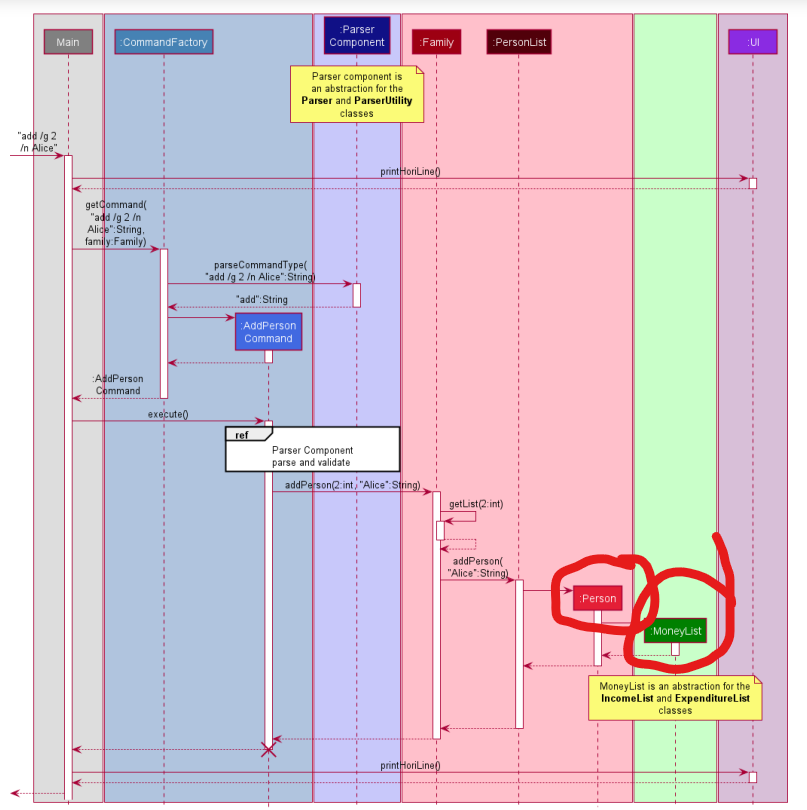 Main
:CommandFactory
:Parser
Component
:Family
:PersonList
:UI
Parser component is
an abstraction for the
Parser and ParserUtility
classes
"add /g 2
/n Alice"
printHoriLine()
getCommand(
"add /g 2 /n
Alice":String,
family:Family)
parseCommandType(
"add /g 2 /n Alice":String)
"add":String
:AddPerson
Command
:AddPerson
Command
execute()
ref
Parser Component
parse and validate
addPerson(2:int, "Alice":String)
getList(2:int)
addPerson(
"Alice":String)
:Person
:MoneyList
MoneyList is an abstraction for the
IncomeList and ExpenditureList
classes
printHoriLine()